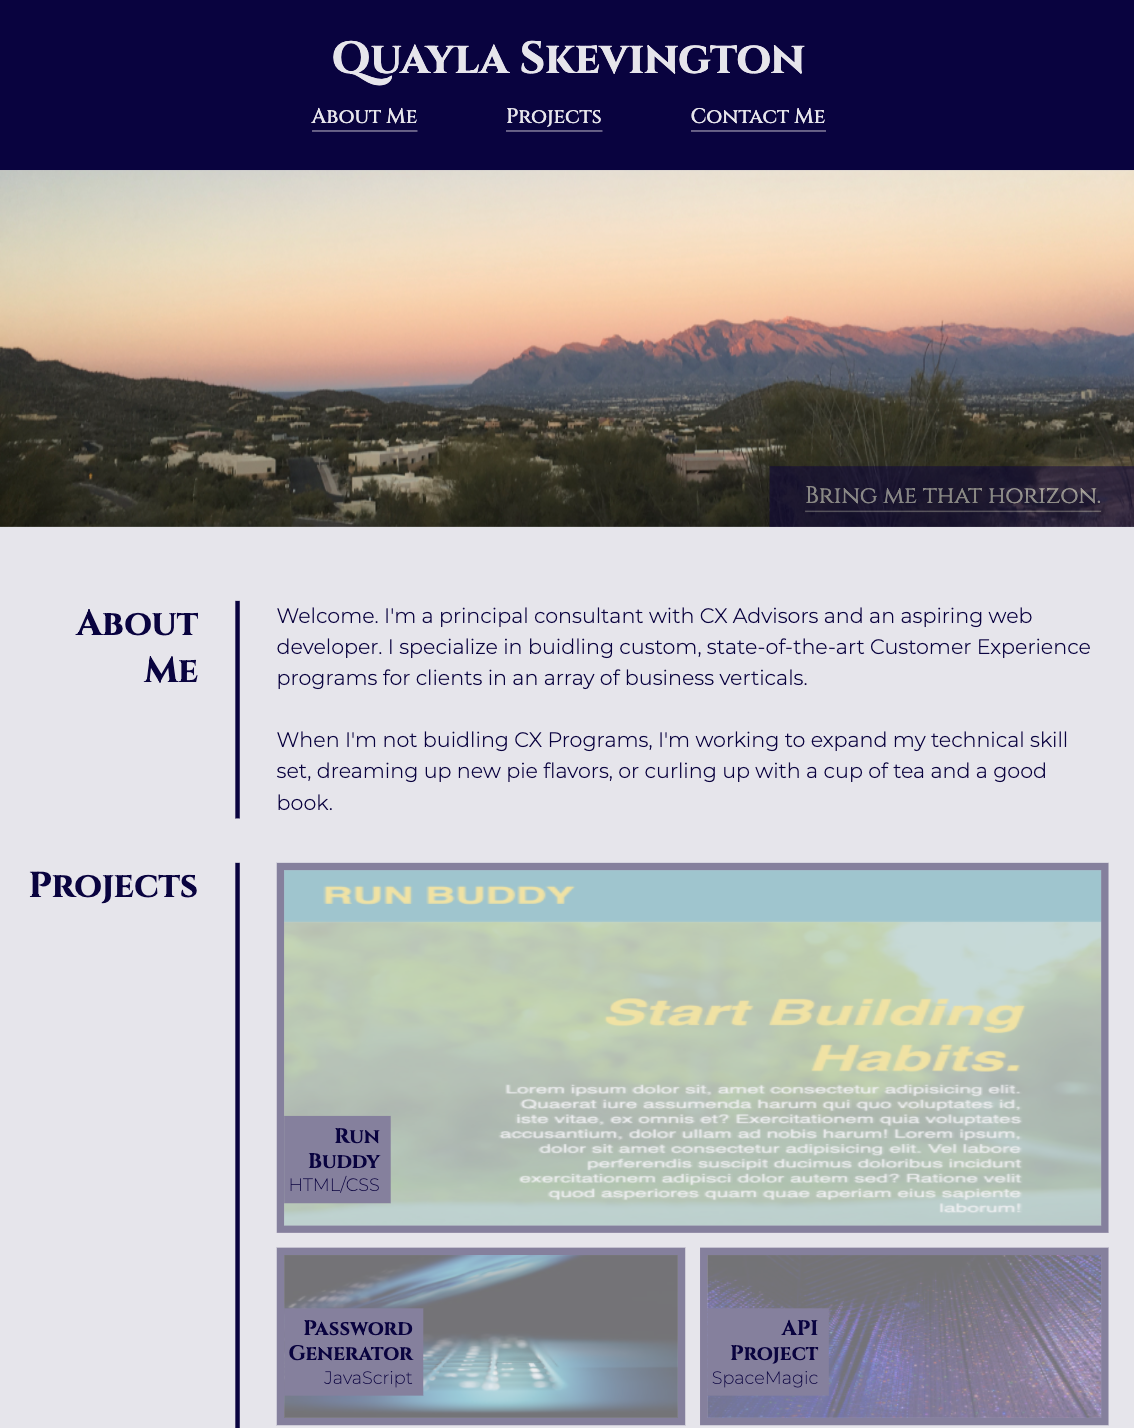 Quayla Skevington
About Me Projects Contact Me
Bring me that horizon.
About
Me
Welcome. I'm a principal consultant with CX Advisors and an aspiring web
developer. I specialize in buidling custom, state-of-the-art Customer Experience
programs for clients in an array of business verticals.
When I'm not buidling CX Programs, I'm working to expand my technical skill
set, dreaming up new pie flavors, or curling up with a cup of tea and a good
book.
Projects
RUN BUDDY
Start Building
Habits.
Lorem ipsum dolor sit, amet consectetur adipisicing elit.
Quaerat iure assumenda harum qui quo voluptates id,
iste vitae, ex omnis et? Exercitationem quia voluptates
accusantium, dolor ullam ad nobis harum! Lorem ipsum,
dolor sit amet consectetur adipisicing elit. Vel labore
perferendis suscipit ducimus doloribus incidunt
exercitationem adipisci dolor autem sed? Ratione velit
quod asperiores quam quae aperiam eius sapiente
laborum!
Run
Buddy
HTML/CSS
Password
Generator
JavaScript
API
Project
SpaceMagic